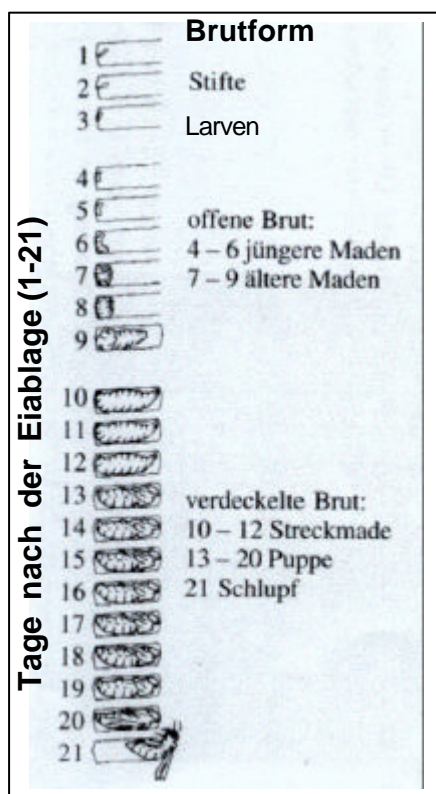 Brutform
Tage nach der Eiablage (1-21)
1
2
Stifte
3
Larven
4
5
offene Brut:
6
4 – 6 jüngere Maden
7
7 – 9 ältere Maden
8
9
10
11
12
13
verdeckelte Brut:
14
10 – 12 Streckmade
15
13 – 20 Puppe
16
21 Schlupf
17
18
19
20
21